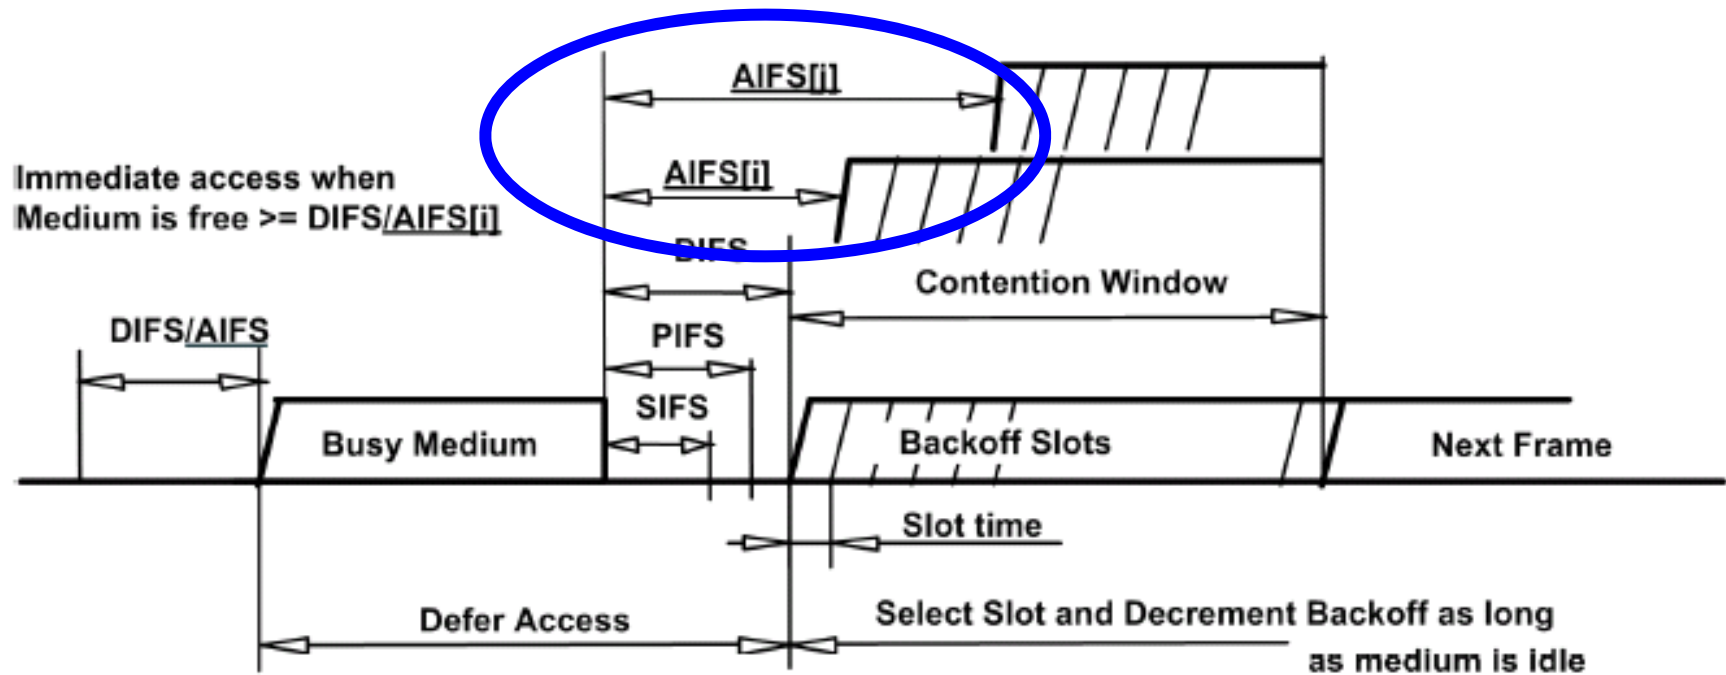 AIFS[j]
AIFS[i]
Immediate access when
Medium is free >= DIFS/AIFS[i]
DIFS
Contention Window
DIFS/AIFS
PIFS
SIFS
Busy Medium
Backoff Slots
Next Frame
Slot time
Defer Access
Select Slot and Decrement Backoff as long
as medium is idle